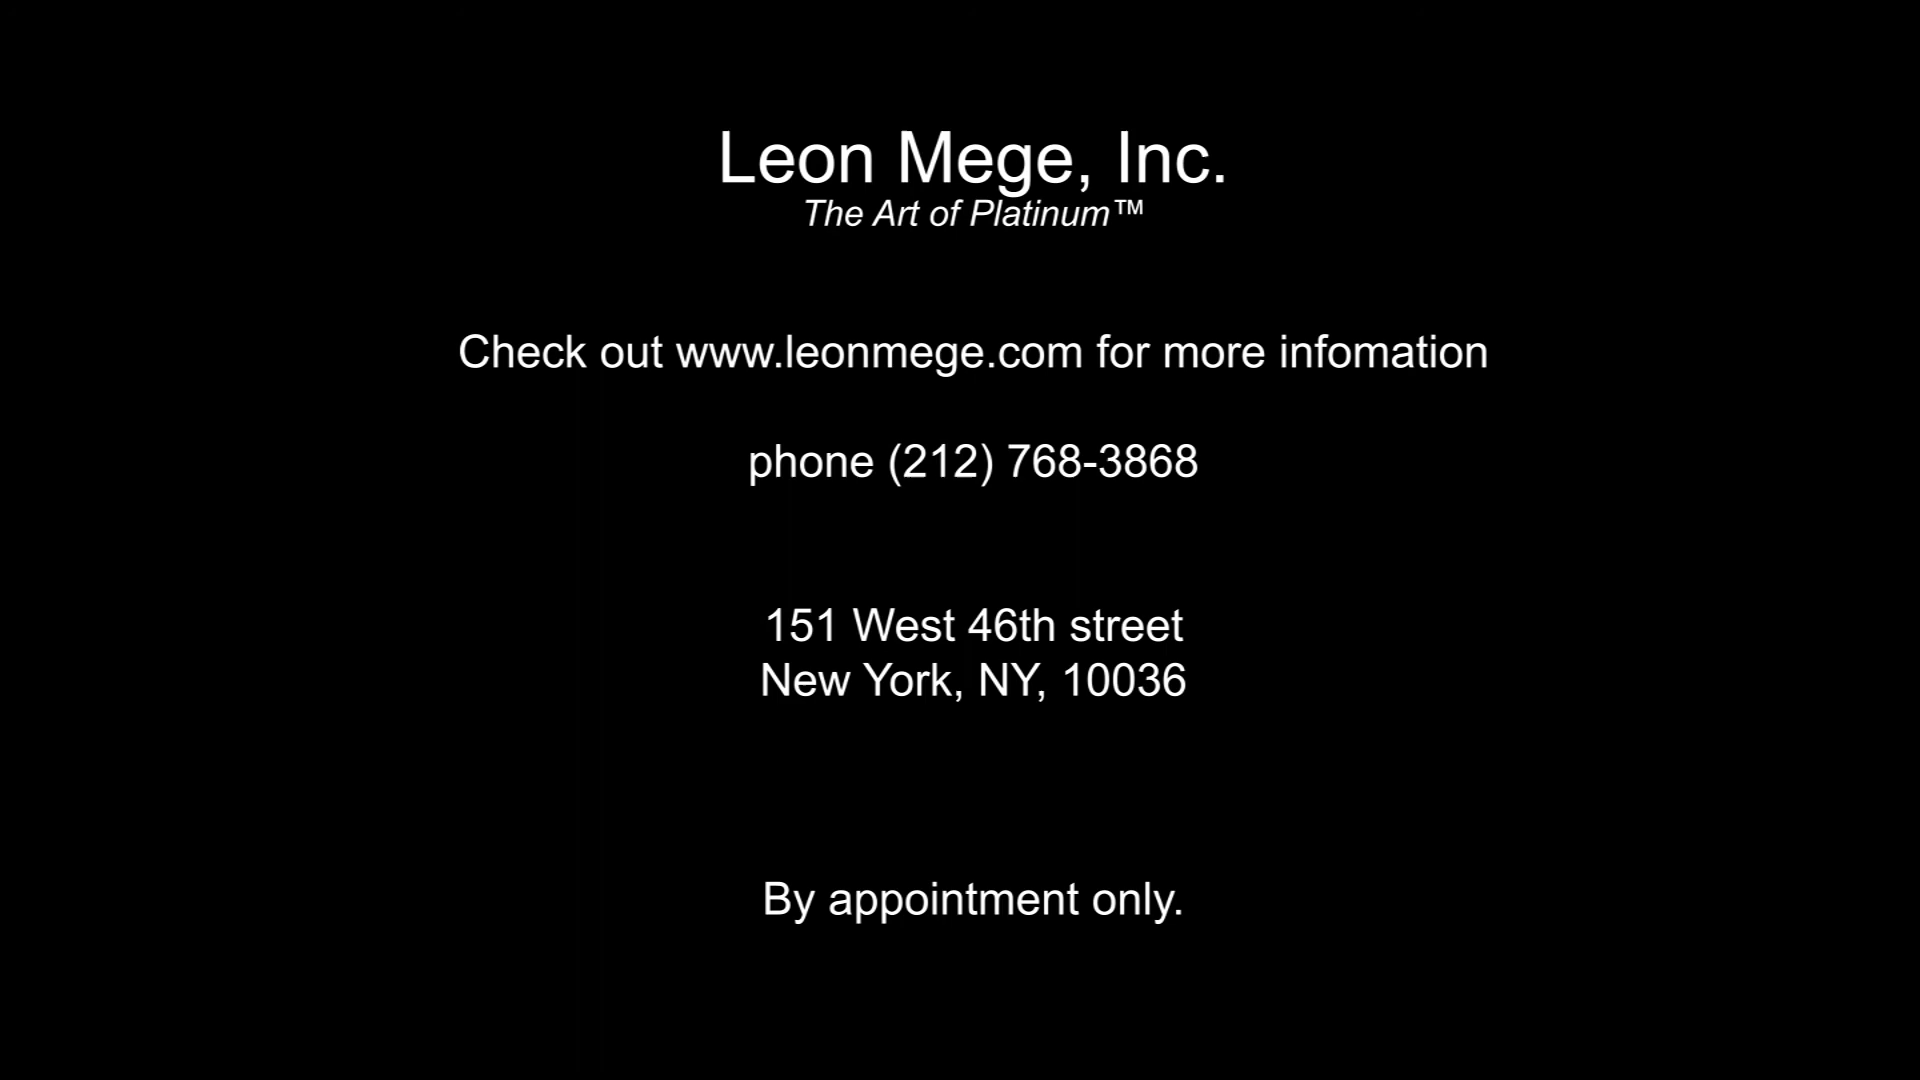 Leon Mege, Inc.
The Art of Platinum™
Check out www.leonmege.com for more infomation
phone (212) 768-3868
151 West 46th street
New York, NY, 10036
By appointment only.